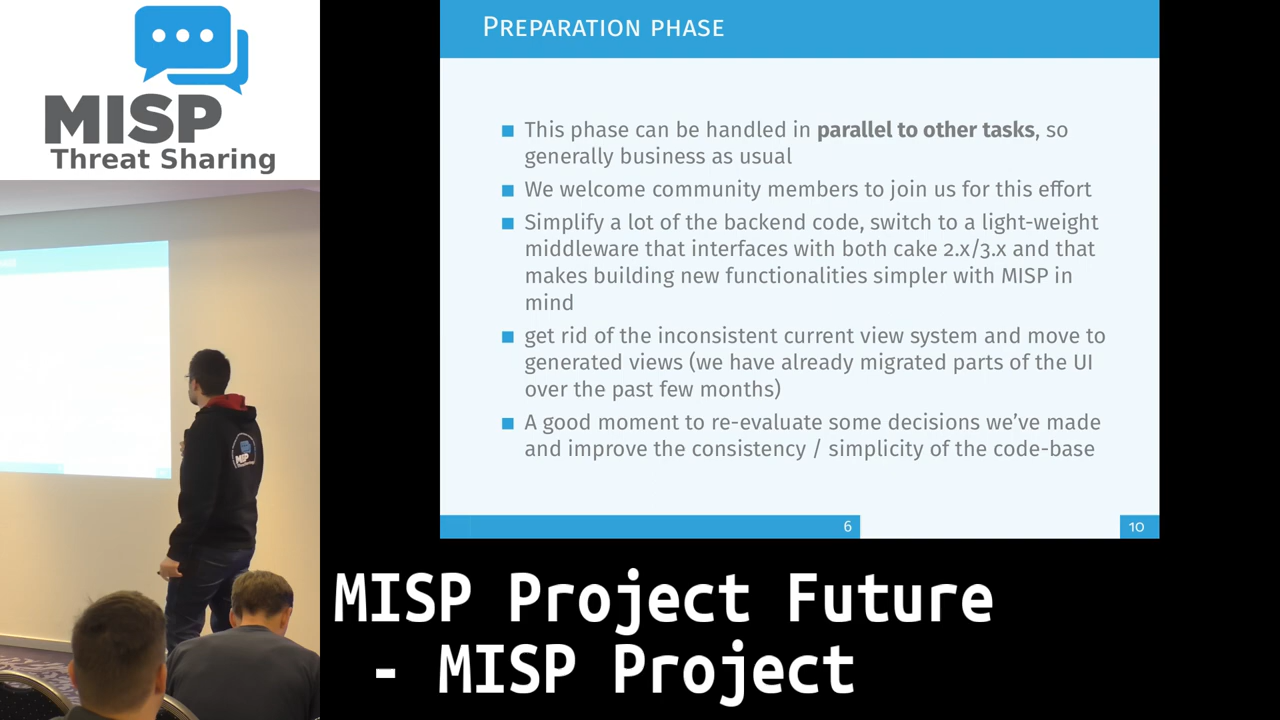 MISP
Threat Sharing
PREPARATION PHASE
This phase can be handled in parallel to other tasks, so
generally business as usual
We welcome community members to join us for this effort
Simplify a lot of the backend code, switch to a light-weight
middleware that interfaces with both cake 2.x/3.x and that
makes building new functionalities simpler with MISP in
mind
get rid of the inconsistent current view system and move to
generated views (we have already migrated parts of the UI
over the past few months)
A good moment to re-evaluate some decisions we've made
and improve the consistency / simplicity of the code-base
6
10
MISP
MISP Project Future
- MISP Project